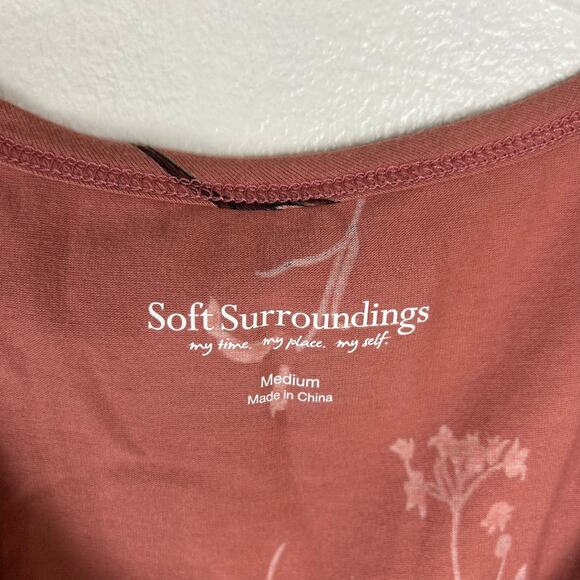 Soft Surroundings
my time. my place. my self.
Medium
Made in China